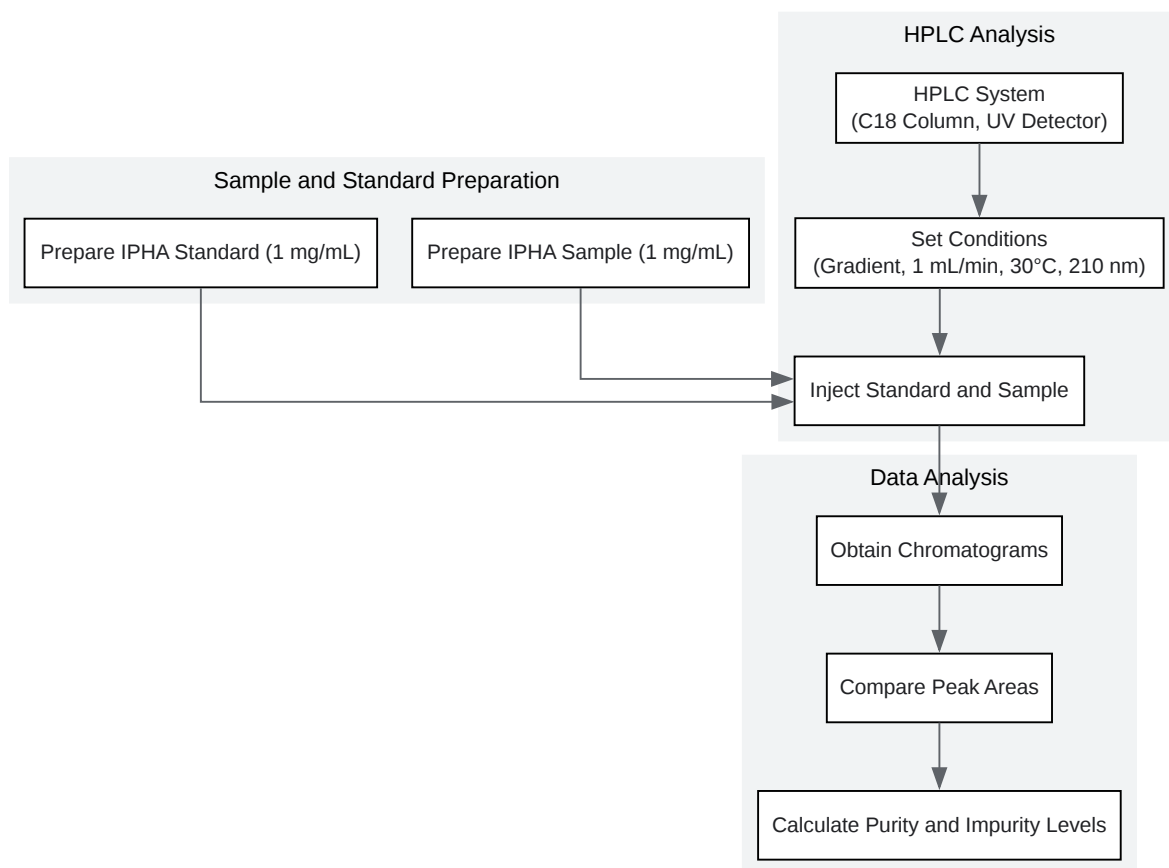 HPLC Analysis
HPLC System
(C18 Column, UV Detector)
Sample and Standard Preparation
Prepare IPHA Standard (1 mg/mL)
Prepare IPHA Sample (1 mg/mL)
Set Conditions
(Gradient, 1 mL/min, 30°C, 210 nm)
Inject Standard and Sample
Data Analysis
Obtain Chromatograms
Compare Peak Areas
Calculate Purity and Impurity Levels